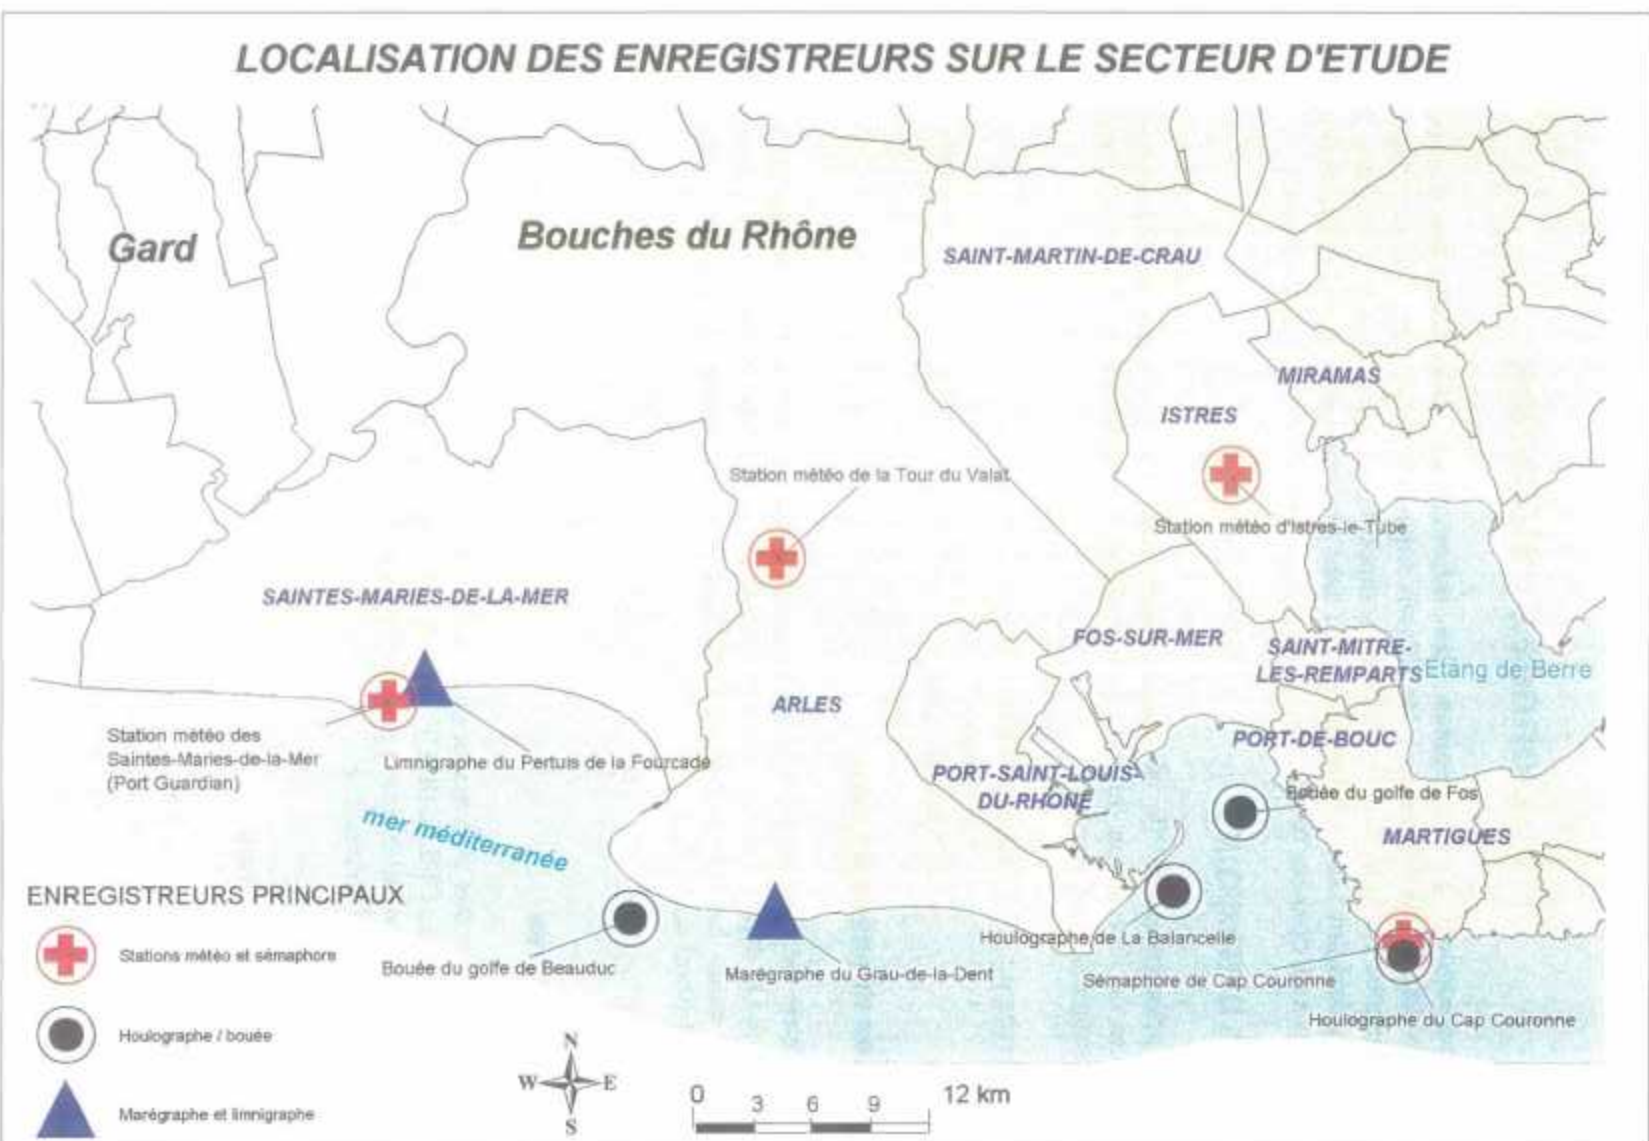 LOCALISATION DES ENREGISTREURS SUR LE SECTEUR D'ETUDE
Gard
Bouches du Rhône
SAINT-MARTIN-DE-CRAU
MIRAMAS
ISTRES
Station météo de la Tour du Valat
Station météo d'Istres-le-Tube
SAINTES-MARIES-DE-LA-MER
FOS-SUR-MER
SAINT-MITRE-
LES-REMPARTS
Etang de Berre
ARLES
Station météo des
Saintes-Maries-de-la-Mer
(Port Guardian)
Limnigraphe du Pertuis de la Fourcade
PORT-DE-BOUC
PORT-SAINT-LOUIS-
DU-RHONE
Bouée du golfe de Fos
MARTIGUES
mer méditerranée
ENREGISTREURS PRINCIPAUX
Stations météo et sémaphore
Bouée du golfe de Beauduc
Marégraphe du Grau-de-la-Dent
Houlographe de La Balancelle
Sémaphore de Cap Couronne
Houlographe du Cap Couronne
Houlographe / bouée
Marégraphe et limnigraphe
N
W E
S
0 3 6 9 12 km